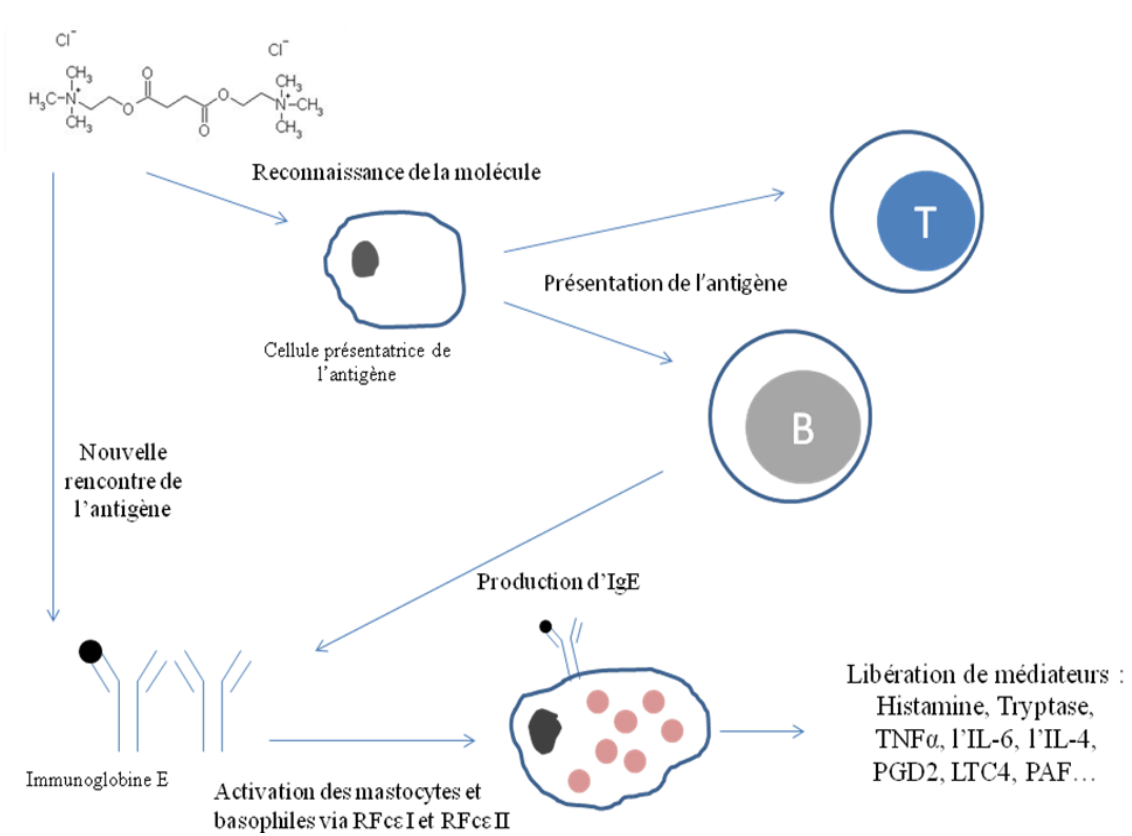 Cl⁻
Cl⁻
CH₃
H₃C-N⁺
CH₃
O
O
O
O
CH₃
N⁺-CH₃
CH₃
Reconnaissance de la molécule
T
Présentation de l'antigène
Cellule présentatrice de
l'antigène
B
Nouvelle
rencontre de
l'antigène
Production d'IgE
Libération de médiateurs :
Histamine, Tryptase,
TNFα, l'IL-6, l'IL-4,
PGD2, LTC4, PAF…
Immunoglobine E
Activation des mastocytes et
basophiles via RFcεI et RFcεII